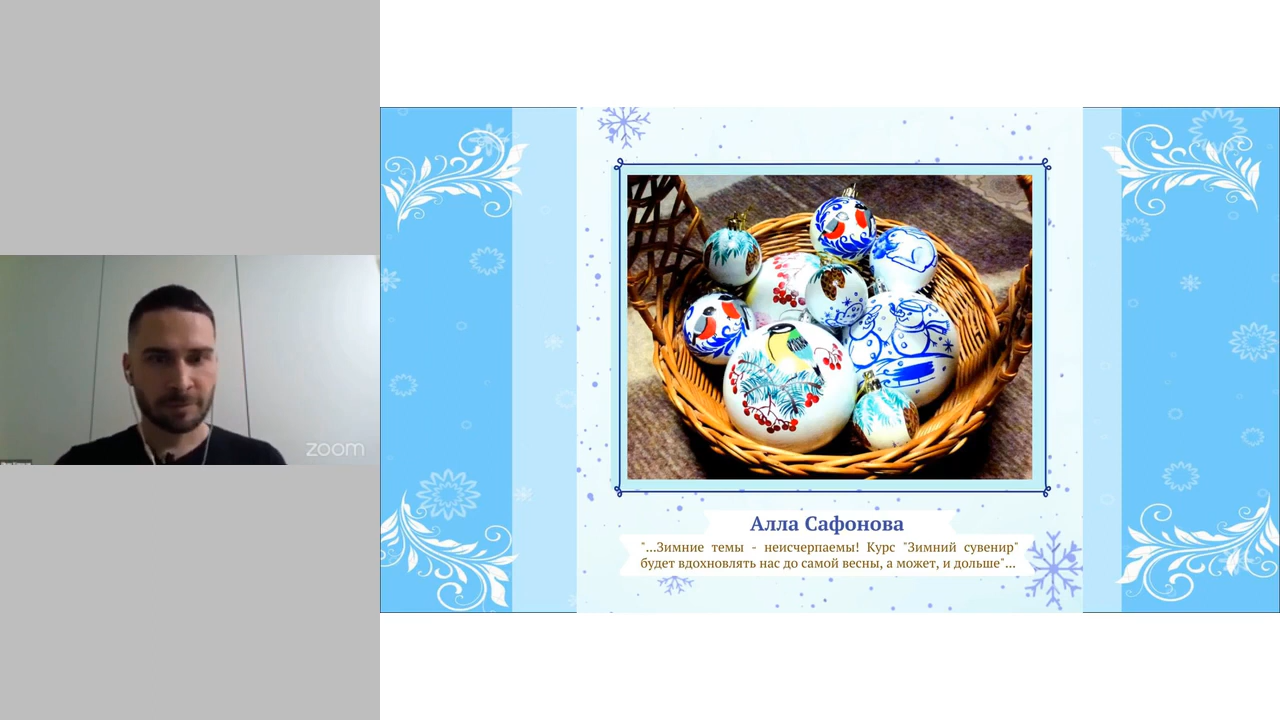 zoom
Алла Сафонова
"...Зимние темы - неисчерпаемы! Курс "Зимний сувенир"
будет вдохновлять нас до самой весны, а может, и дольше"...